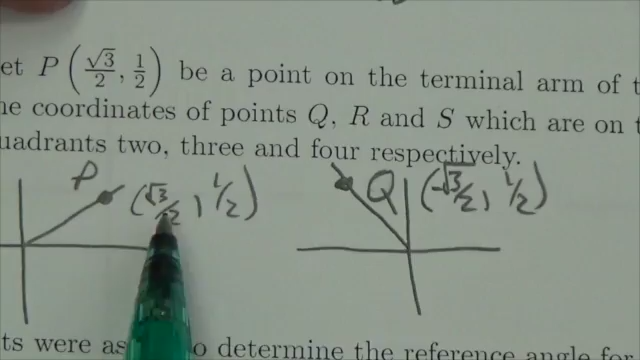 et P (√3/2, 1/2) be a point on the terminal arm of t
ne coordinates of points Q, R and S which are on t
uadrants two, three and four respectively.
P (√3/2, 1/2) Q (-√3/2, 1/2)
ts were as o determine the reference angle for